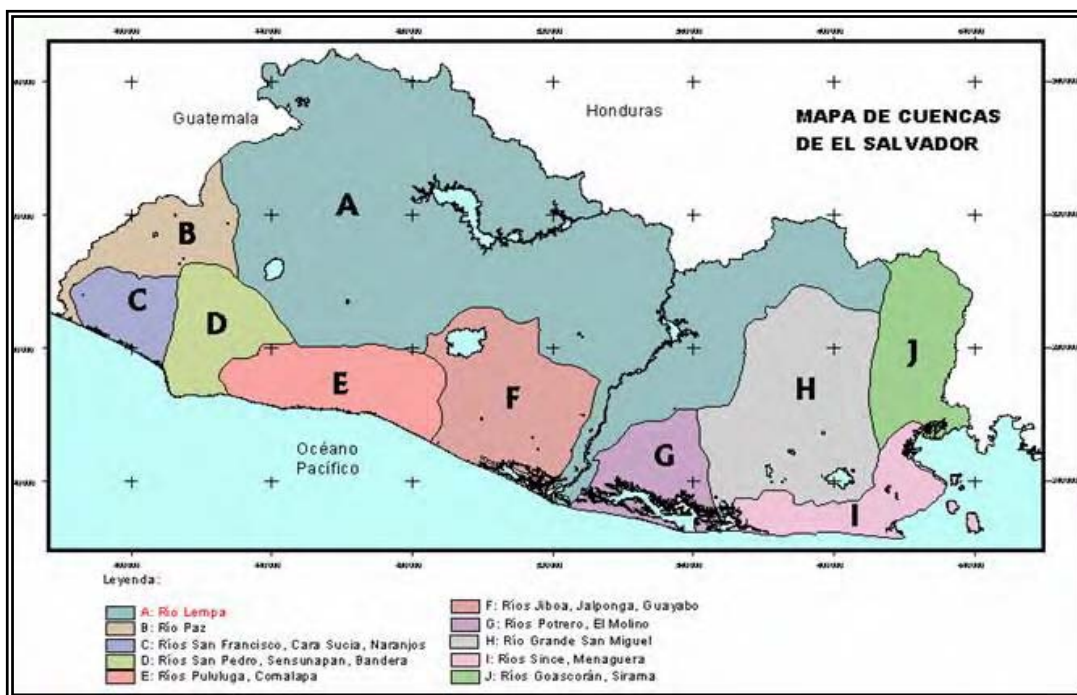 Guatemala
Honduras
MAPA DE CUENCAS
DE EL SALVADOR
A
B
C
D
E
F
G
H
I
J
Océano
Pacífico
Leyenda:
A: Río Lempa
B: Río Paz
C: Ríos San Francisco, Cara Sucia, Naranjos
D: Ríos San Pedro, Sensunapan, Bandera
E: Ríos Pululuga, Comalapa
F: Ríos Jiboa, Jalponga, Guayabo
G: Ríos Potrero, El Molino
H: Río Grande San Miguel
I: Ríos Since, Menaguera
J: Ríos Goascorán, Sirama